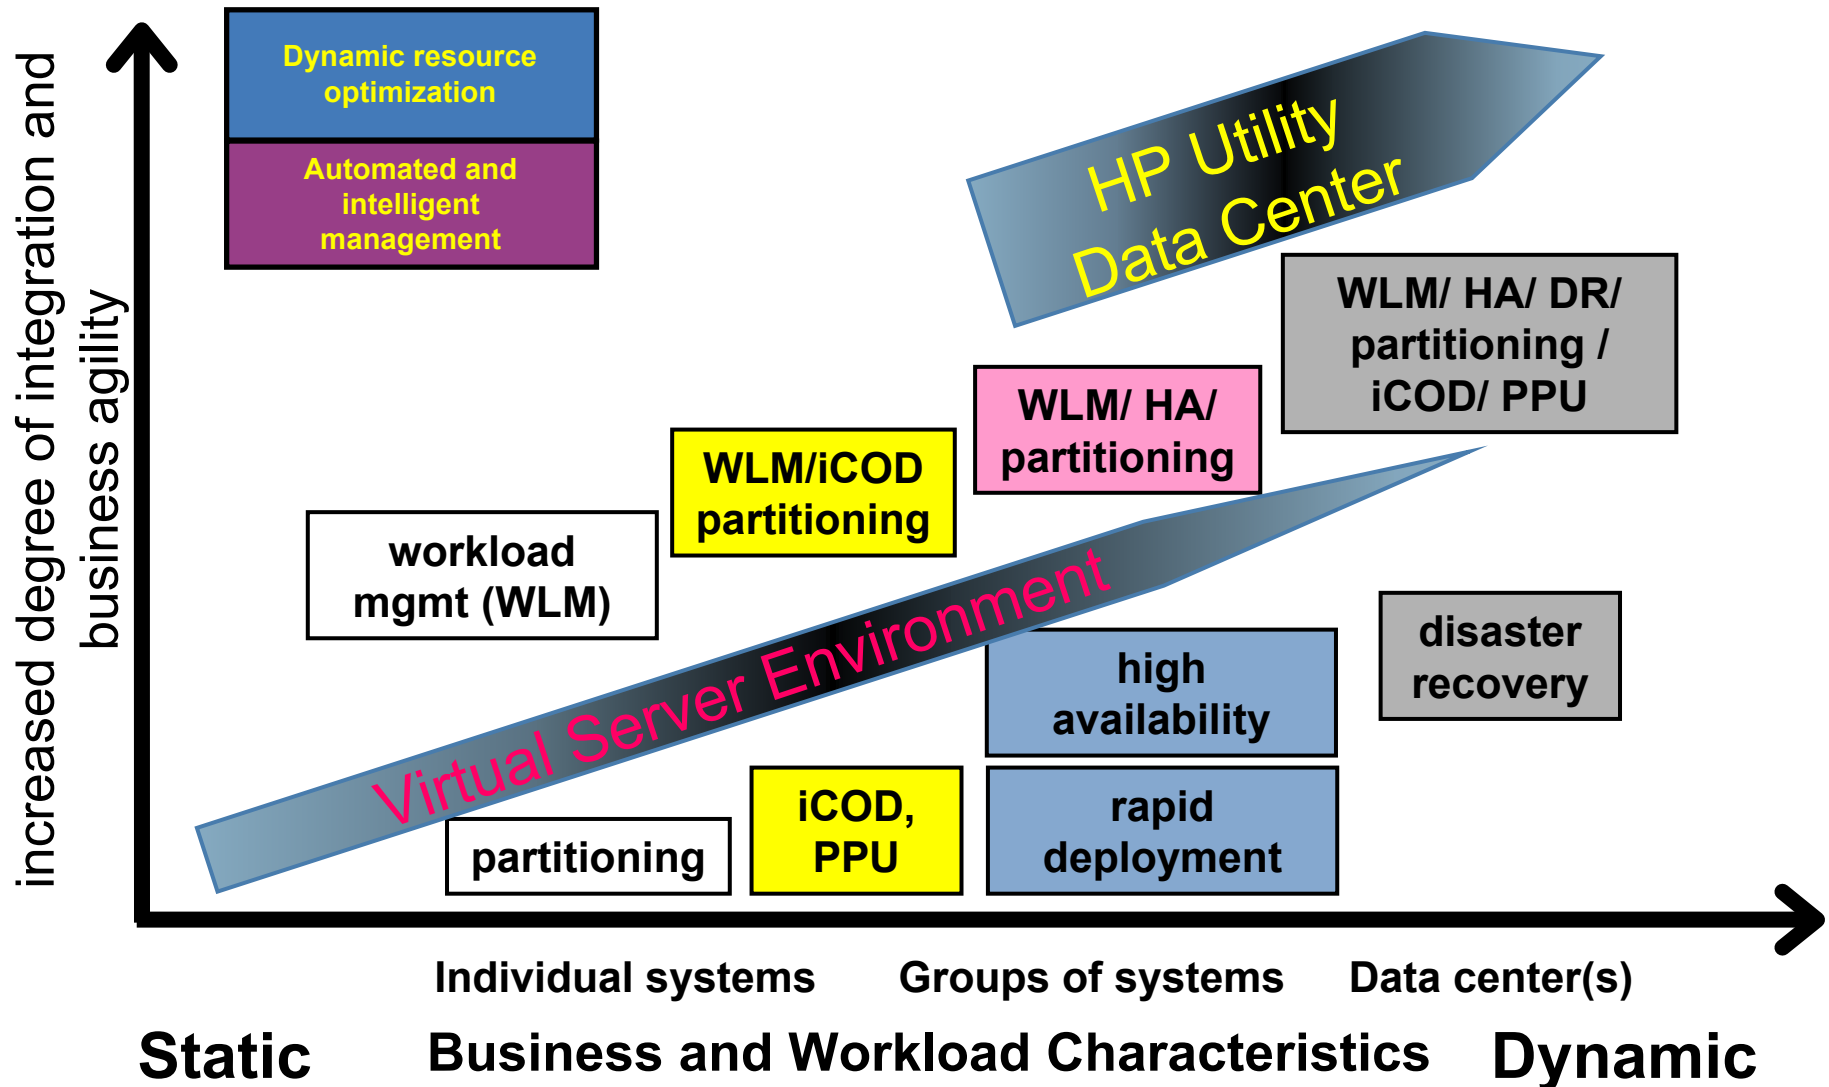 increased degree of integration and
business agility
Dynamic resource
optimization
Automated and
intelligent
management
HP Utility
Data Center
WLM/ HA/ DR/
partitioning /
iCOD/ PPU
WLM/ HA/
partitioning
WLM/iCOD
partitioning
workload
mgmt (WLM)
Virtual Server Environment
high
availability
disaster
recovery
partitioning
iCOD,
PPU
rapid
deployment
Individual systems
Groups of systems
Data center(s)
Static
Business and Workload Characteristics
Dynamic